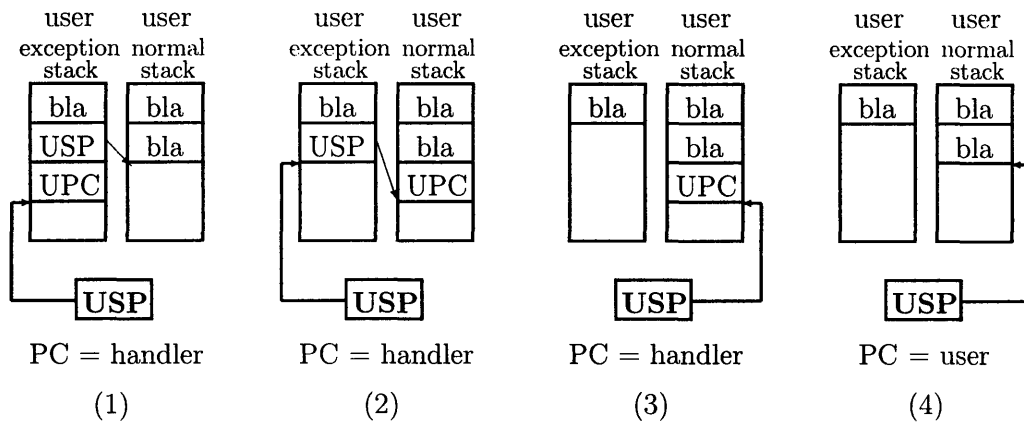 user user
exception normal
stack stack
bla bla
USP bla
UPC
USP
PC = handler
(1)
user user
exception normal
stack stack
bla bla
USP bla
UPC
USP
PC = handler
(2)
user user
exception normal
stack stack
bla bla
bla
UPC
USP
PC = handler
(3)
user user
exception normal
stack stack
bla bla
bla
USP
PC = user
(4)